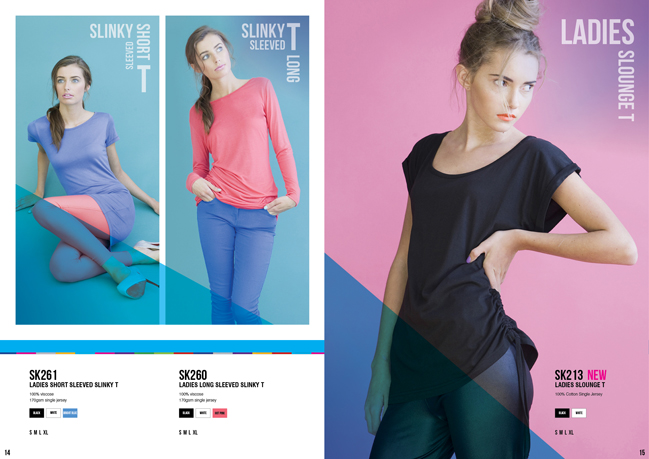 SLINKY
SHORT
SLEEVED
T
SLINKY T
SLEEVED
LONG
LADIES
SLOUNGE T
SK261
LADIES SHORT SLEEVED SLINKY T
100% viscose
170gsm single jersey
BLACK WHITE
S M L XL
SK260
LADIES LONG SLEEVED SLINKY T
100% viscose
170gsm single jersey
BLACK WHITE HOT PINK
S M L XL
SK213 NEW
LADIES SLOUNGE T
100% Cotton Single Jersey
BLACK WHITE
S M L XL
14
15